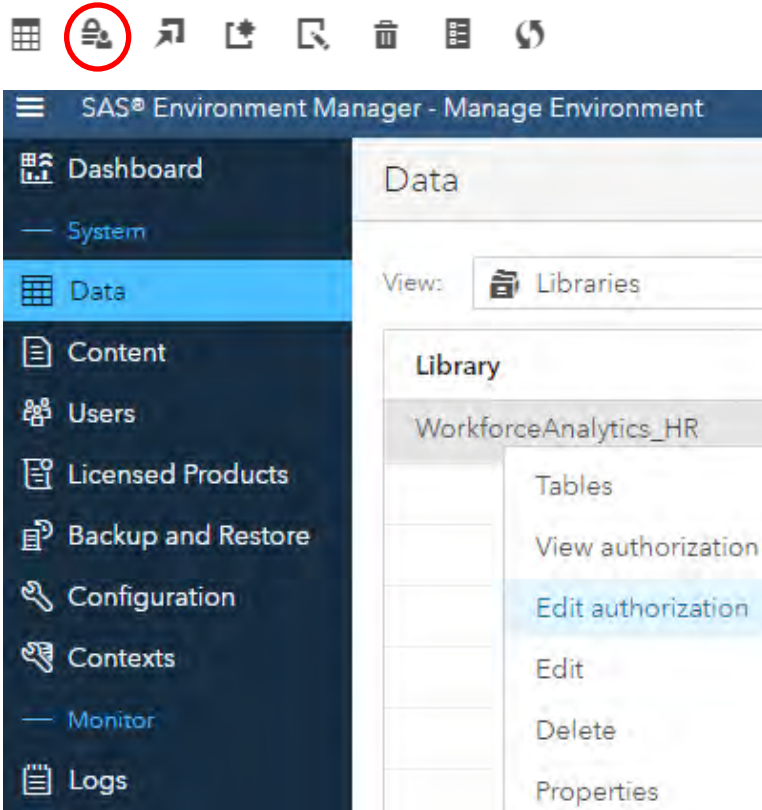 SAS® Environment Manager - Manage Environment
Dashboard
Data
System
Data
View: Libraries
Content
Library
Users
WorkforceAnalytics_HR
Licensed Products
Tables
Backup and Restore
View authorization
Configuration
Edit authorization
Contexts
Edit
Monitor
Delete
Logs
Properties